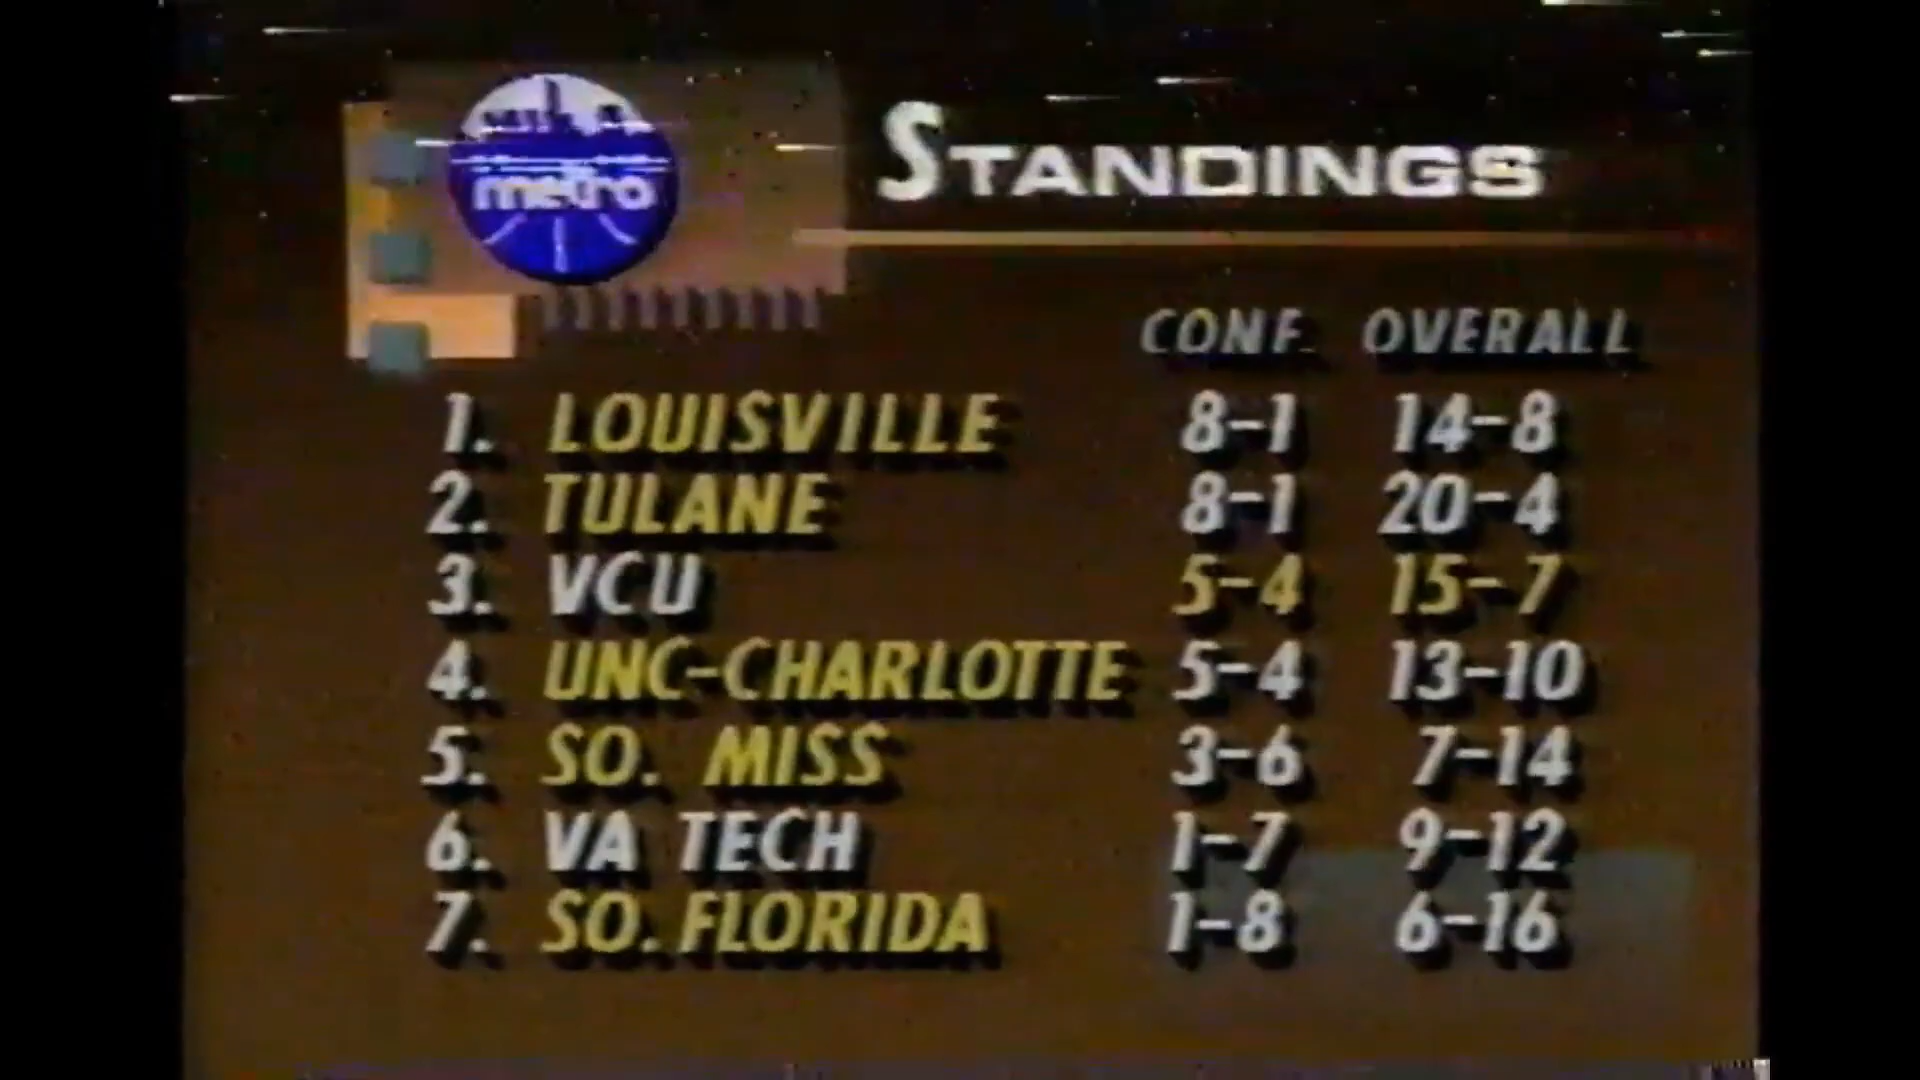 metro
STANDINGS
CONF. OVERALL
1. LOUISVILLE 8-1 14-8
2. TULANE 8-1 20-4
3. VCU 5-4 15-7
4. UNC-CHARLOTTE 5-4 13-10
5. SO. MISS 3-6 7-14
6. VA TECH 1-7 9-12
7. SO. FLORIDA 1-8 6-16